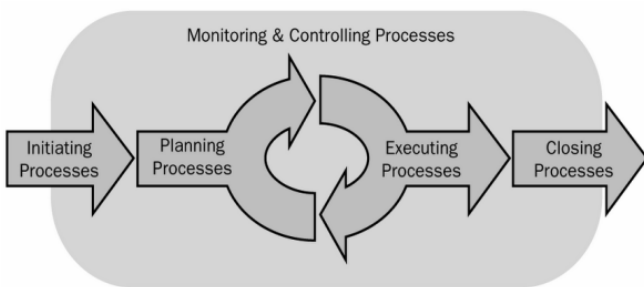 Monitoring & Controlling Processes
Initiating
Processes
Planning
Processes
Executing
Processes
Closing
Processes